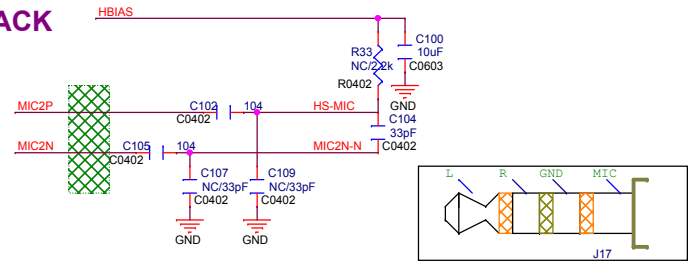 ACK
HBIAS
C100
R33
10uF
NC/2.2k
C0603
R0402
GND
MIC2P
C102
104
HS-MIC
C0402
C104
33pF
C0402
MIC2N
C105
104
MIC2N-N
C0402
C107
C109
NC/33pF
NC/33pF
C0402
C0402
GND
GND
L
R
GND
MIC
J17